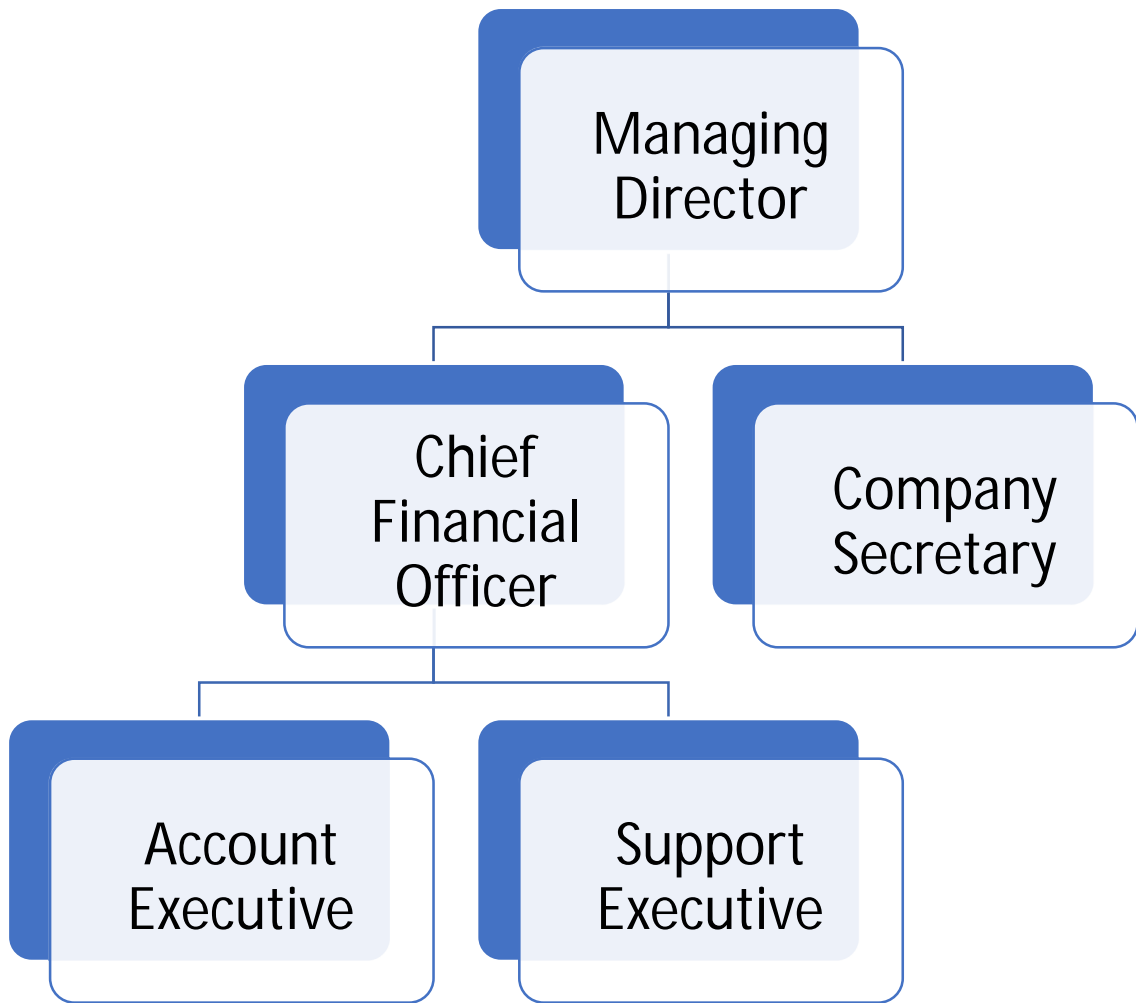 Managing
Director
Chief
Financial
Officer
Company
Secretary
Account
Executive
Support
Executive